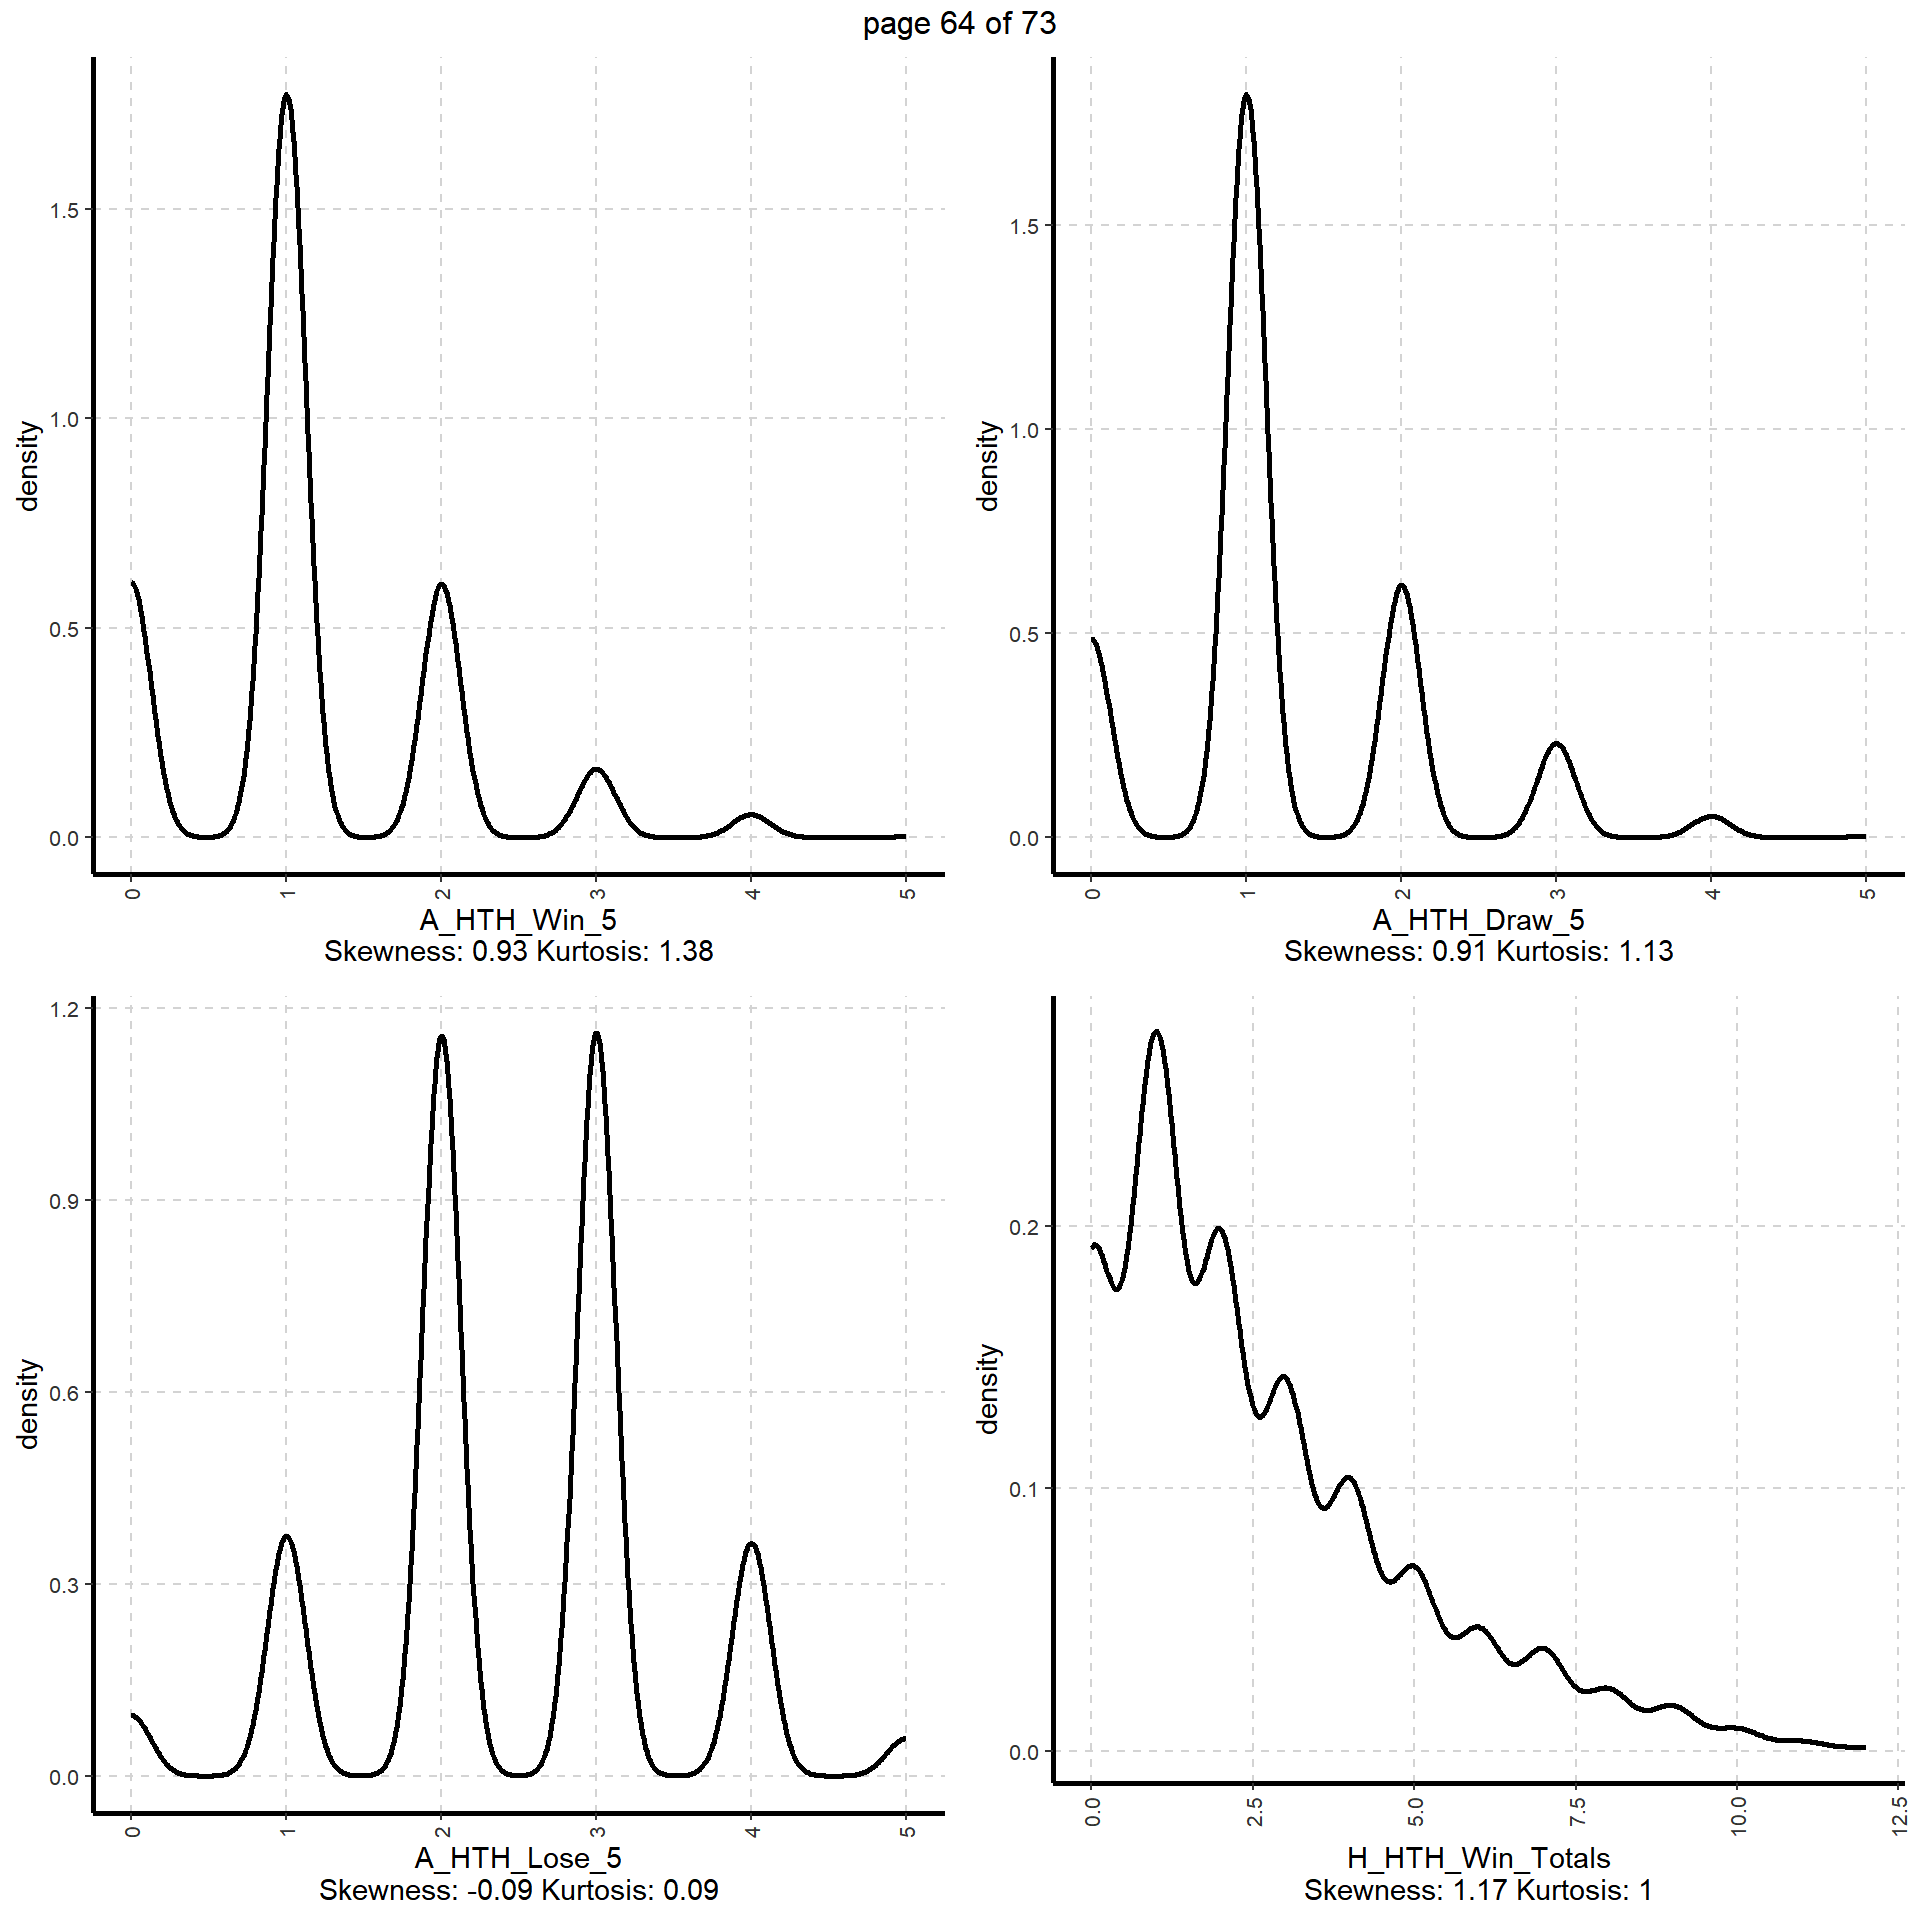 page 64 of 73
density
1.5
1.0
0.5
0.0
0 1 2 3 4 5
A_HTH_Win_5
Skewness: 0.93 Kurtosis: 1.38
density
1.5
1.0
0.5
0.0
0 1 2 3 4 5
A_HTH_Draw_5
Skewness: 0.91 Kurtosis: 1.13
density
1.2
0.9
0.6
0.3
0.0
0 1 2 3 4 5
A_HTH_Lose_5
Skewness: -0.09 Kurtosis: 0.09
density
0.2
0.1
0.0
0.0 2.5 5.0 7.5 10.0 12.5
H_HTH_Win_Totals
Skewness: 1.17 Kurtosis: 1